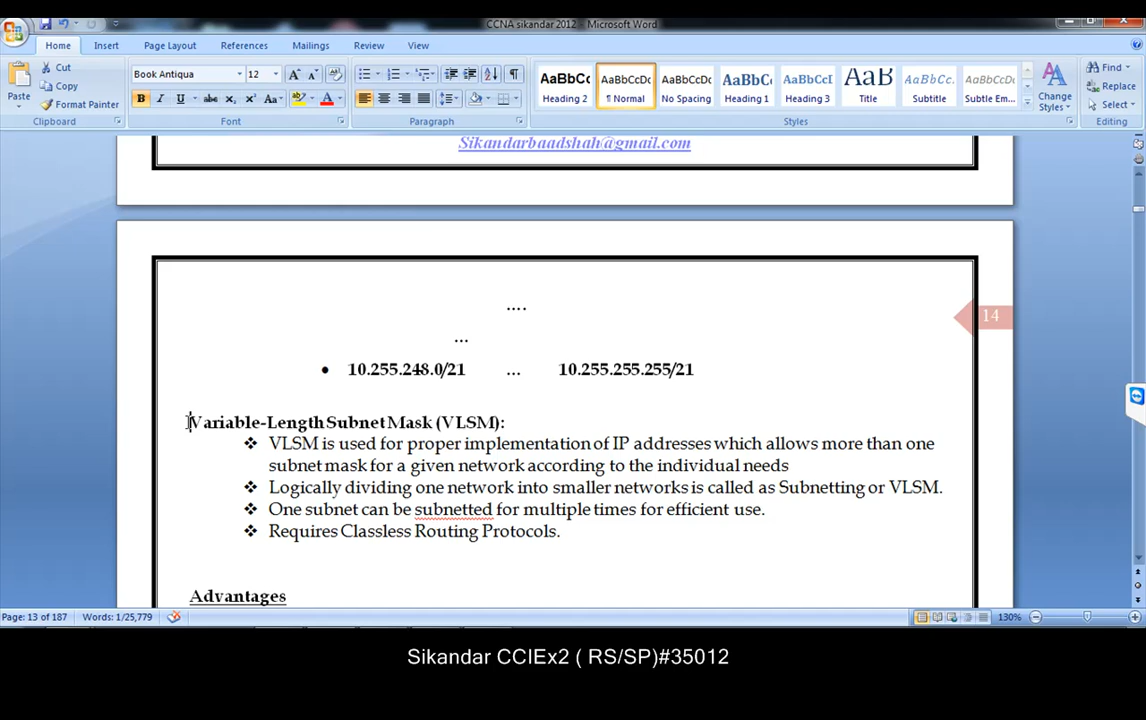 CCNA sikandar 2012 - Microsoft Word
Home Insert Page Layout References Mailings Review View
Paste
Cut
Copy
Format Painter
Clipboard
Book Antiqua 12
B I U abc x₂ x² Aa A
Font
Paragraph
AaBbC AaBbCcDc AaBbCcDc AaBbC AaBbCcI AaB AaBbCc. AaBbCcDc
Heading 2 ¶ Normal No Spacing Heading 1 Heading 3 Title Subtitle Subtle Em...
Change Styles
Styles
Find
Replace
Select
Editing
Sikandarbaadshah@gmail.com
14
....
...
• 10.255.248.0/21 ... 10.255.255.255/21
Variable-Length Subnet Mask (VLSM):
❖ VLSM is used for proper implementation of IP addresses which allows more than one
subnet mask for a given network according to the individual needs
❖ Logically dividing one network into smaller networks is called as Subnetting or VLSM.
❖ One subnet can be subnetted for multiple times for efficient use.
❖ Requires Classless Routing Protocols.
Advantages
Page: 13 of 187 Words: 1/25,779 130%
Sikandar CCIEx2 ( RS/SP)#35012